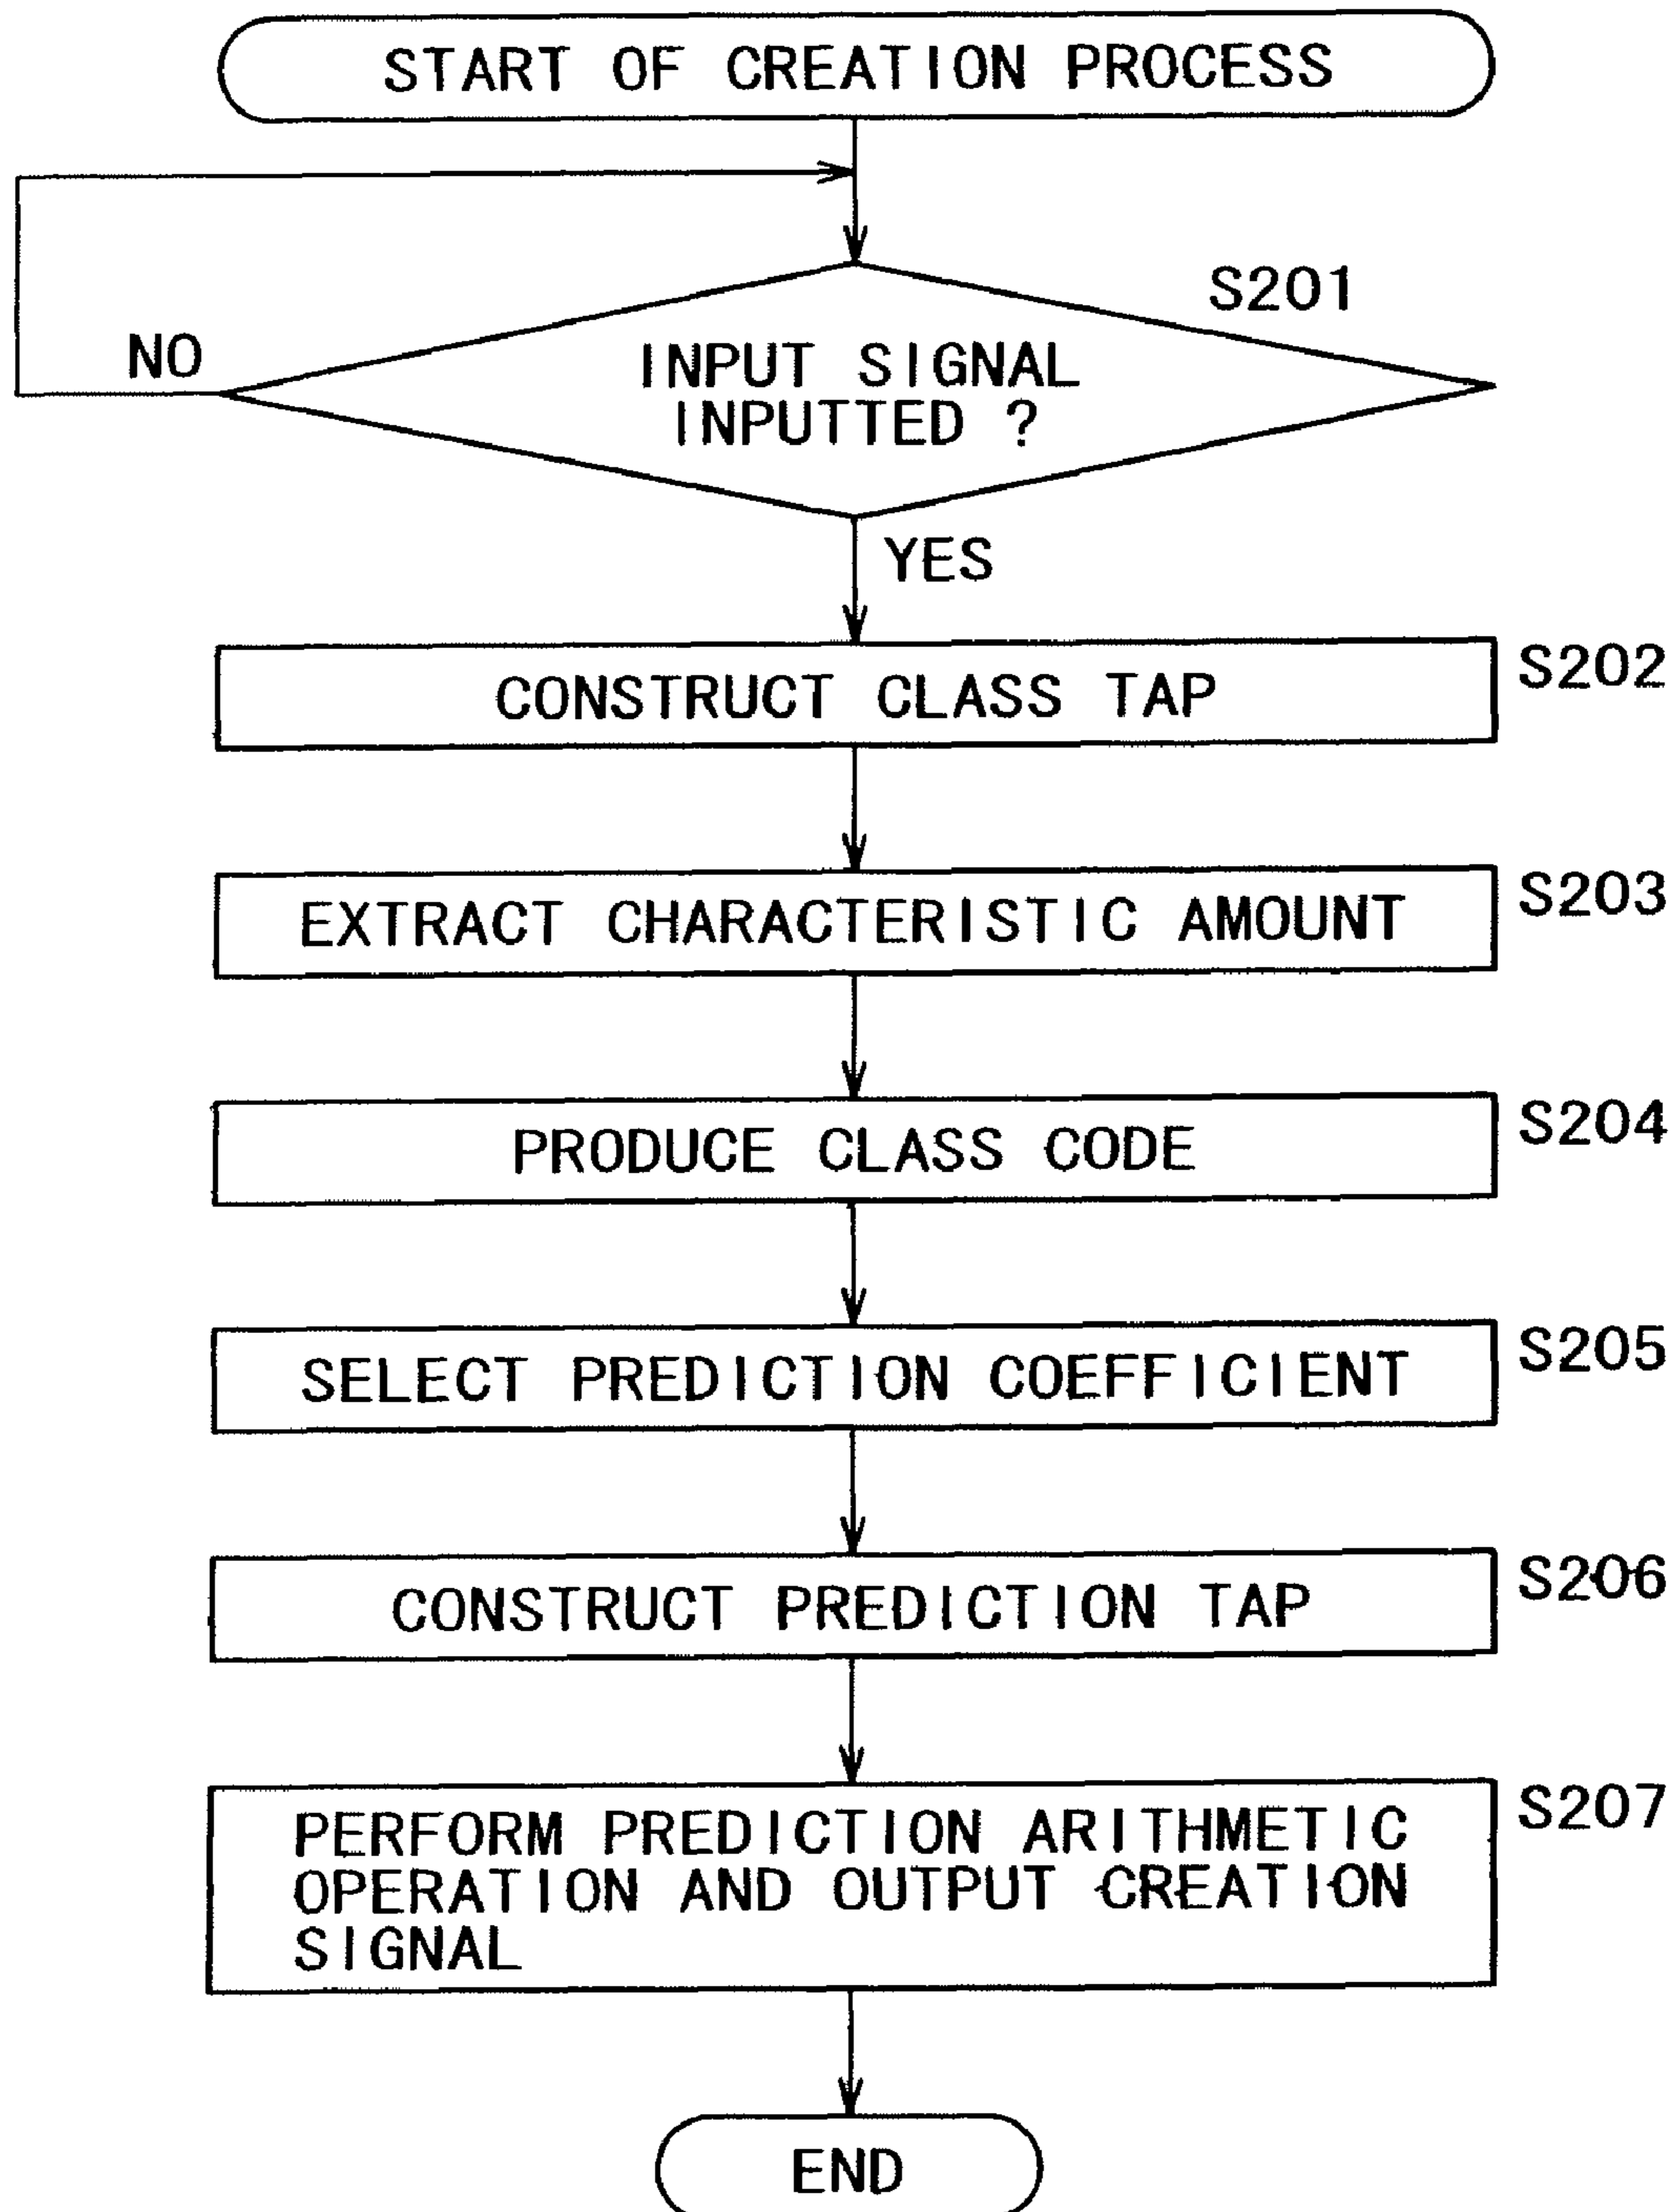 START OF CREATION PROCESS
S201
NO
INPUT SIGNAL
INPUTTED ?
YES
CONSTRUCT CLASS TAP
S202
EXTRACT CHARACTERISTIC AMOUNT
S203
PRODUCE CLASS CODE
S204
SELECT PREDICTION COEFFICIENT
S205
CONSTRUCT PREDICTION TAP
S206
PERFORM PREDICTION ARITHMETIC
OPERATION AND OUTPUT CREATION
SIGNAL
S207
END